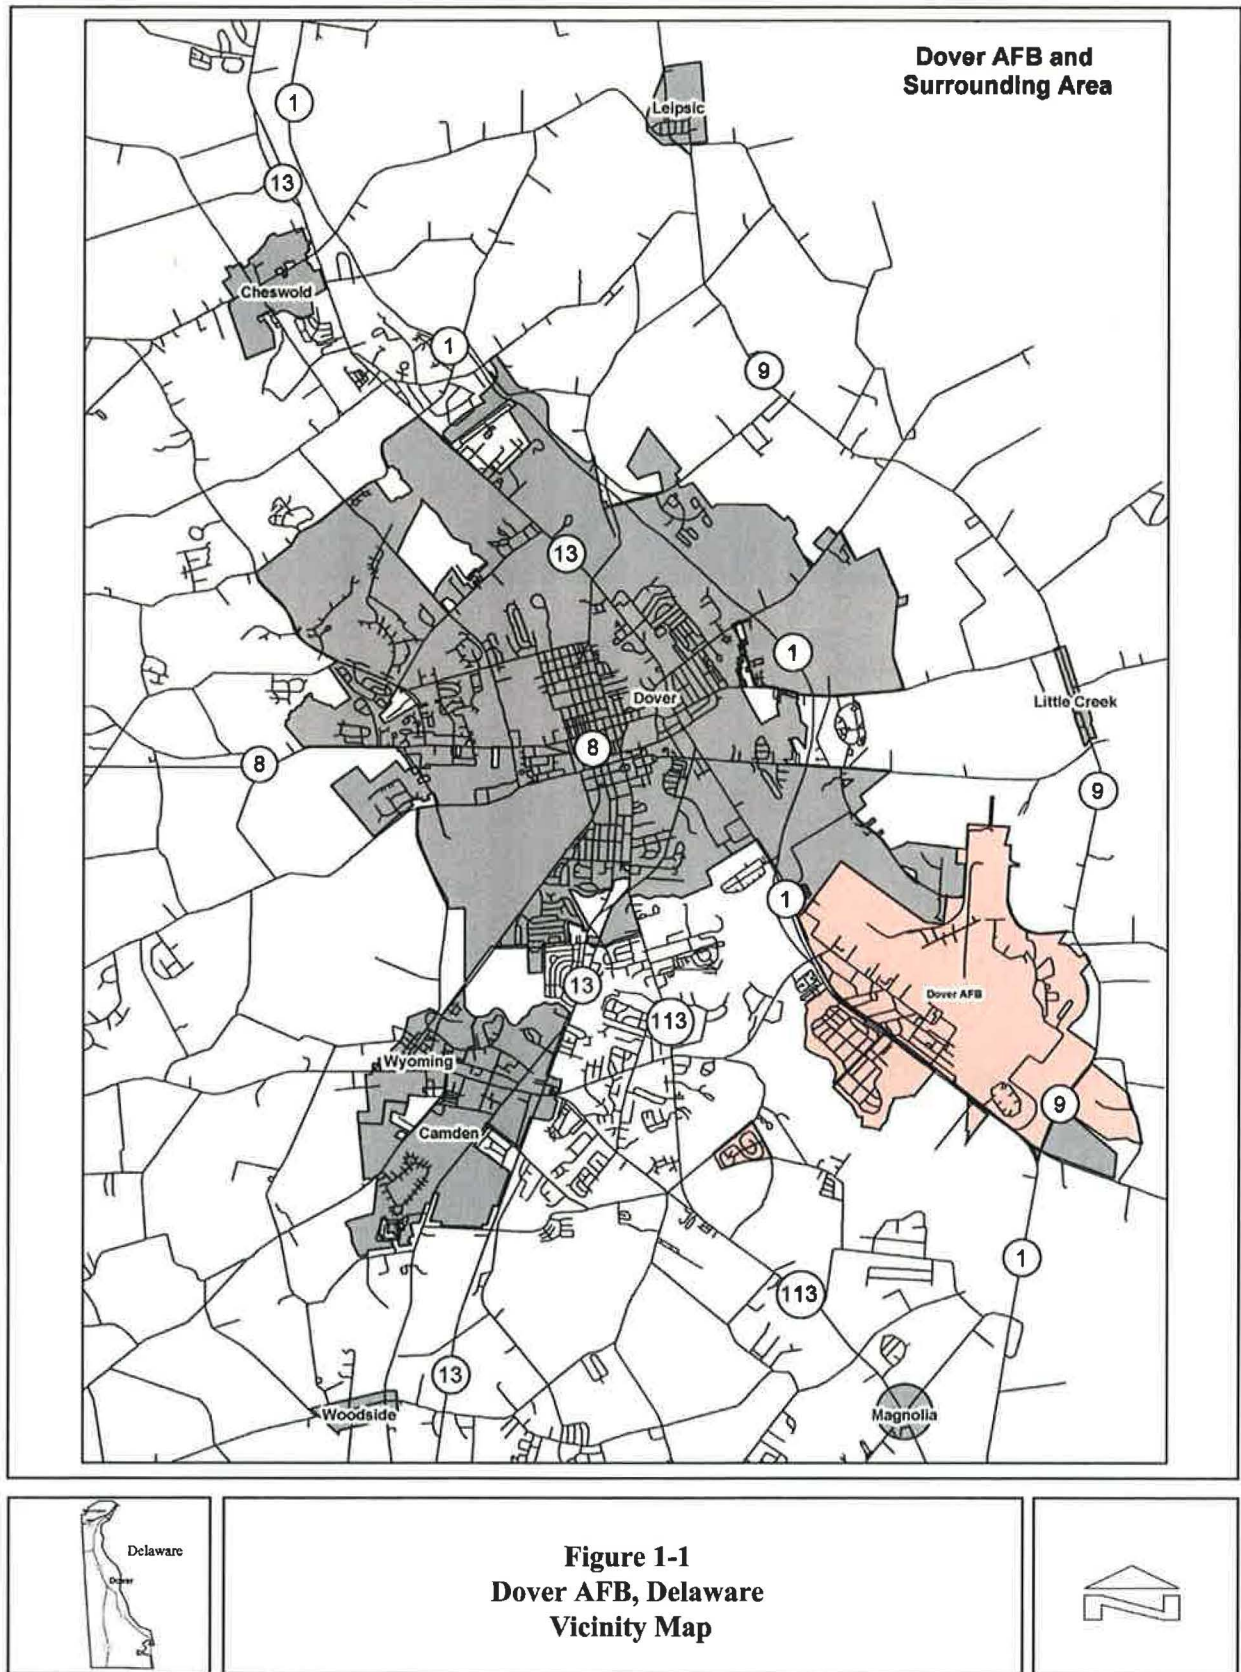 Dover AFB and
Surrounding Area
Leipsic
1
13
Cheswold
1
9
13
1
Dover
Little Creek
8
8
9
1
13
Dover AFB
113
Wyoming
9
Camden
1
113
13
Woodside
Magnolia
Delaware
Dover
Figure 1-1
Dover AFB, Delaware
Vicinity Map
N